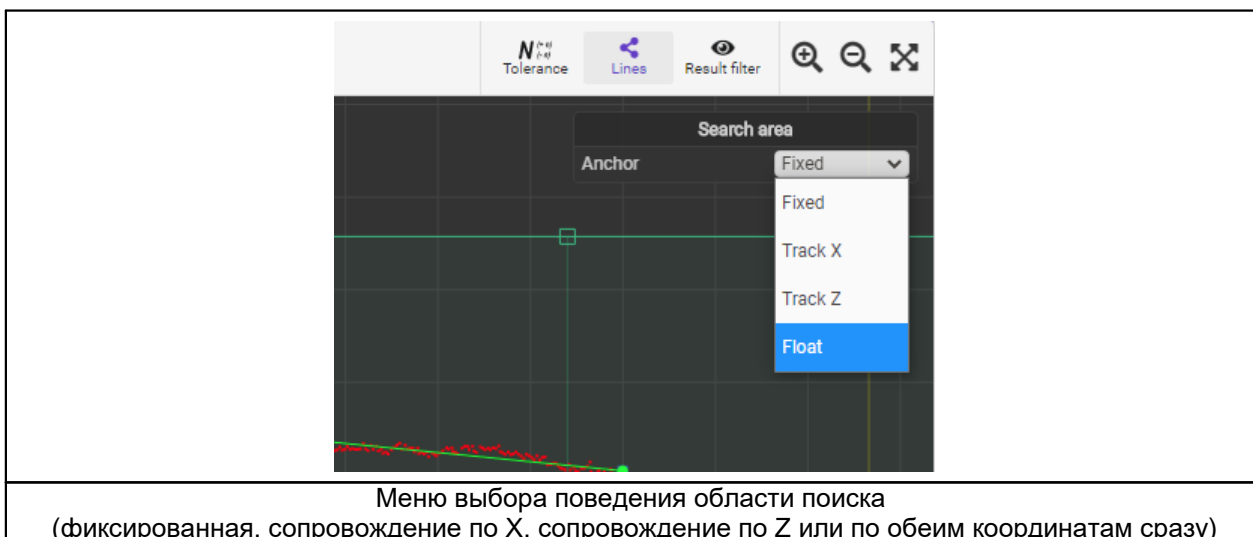 Tolerance Lines Result filter
Search area
Anchor Fixed
Fixed
Track X
Track Z
Float
Меню выбора поведения области поиска
(фиксированная, сопровождение по X, сопровождение по Z или по обеим координатам сразу)